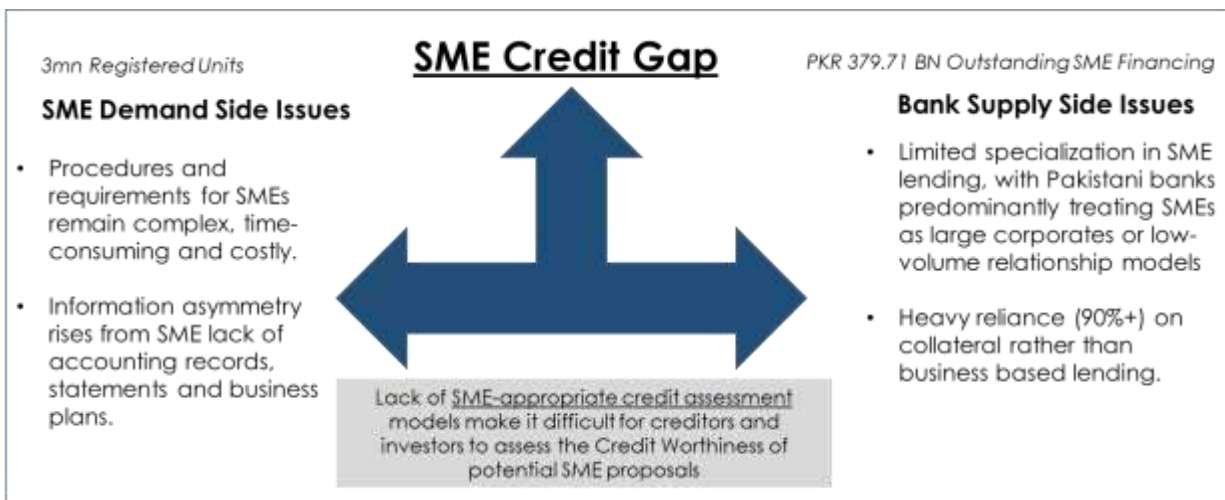 SME Credit Gap
3mn Registered Units
SME Demand Side Issues
• Procedures and
requirements for SMEs
remain complex, time-
consuming and costly.
• Information asymmetry
rises from SME lack of
accounting records,
statements and business
plans.
PKR 379.71 BN Outstanding SME Financing
Bank Supply Side Issues
• Limited specialization in SME
lending, with Pakistani banks
predominantly treating SMEs
as large corporates or low-
volume relationship models
• Heavy reliance (90%+) on
collateral rather than
business based lending.
Lack of SME-appropriate credit assessment
models make it difficult for creditors and
investors to assess the Credit Worthiness of
potential SME proposals